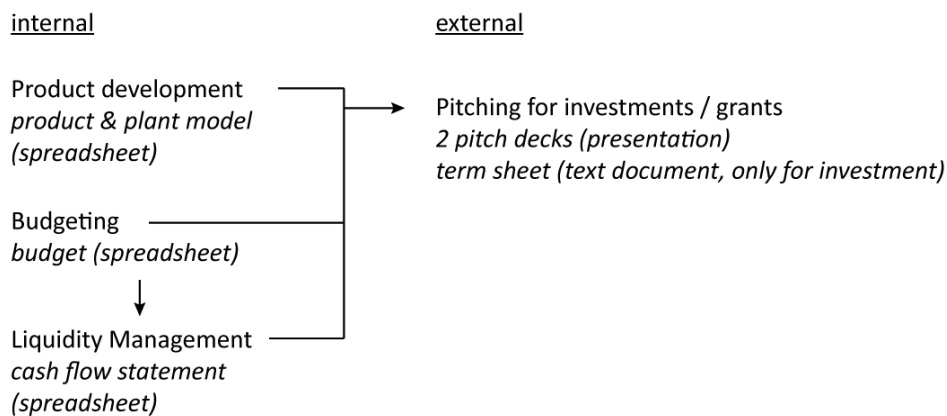 internal
Product development
product & plant model
(spreadsheet)
Budgeting
budget (spreadsheet)
Liquidity Management
cash flow statement
(spreadsheet)
external
Pitching for investments / grants
2 pitch decks (presentation)
term sheet (text document, only for investment)